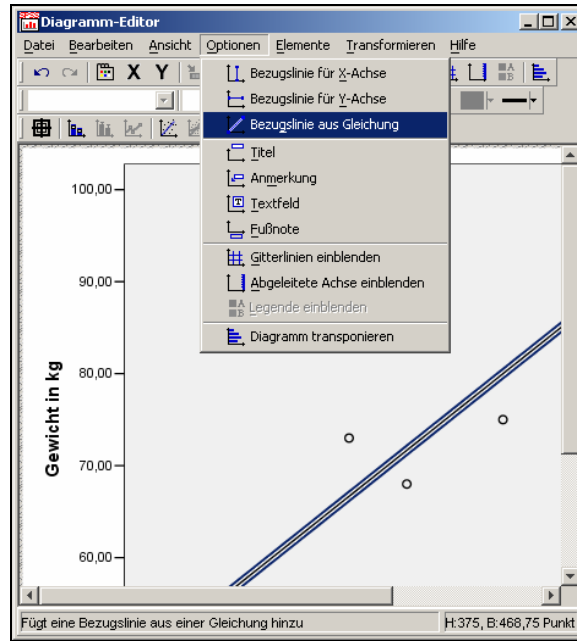 Diagramm-Editor
Datei Bearbeiten Ansicht Optionen Elemente Transformieren Hilfe
X Y
Bezugslinie für X-Achse
Bezugslinie für Y-Achse
Bezugslinie aus Gleichung
Titel
Anmerkung
Textfeld
Fußnote
Gitterlinien einblenden
Abgeleitete Achse einblenden
Legende einblenden
Diagramm transponieren
100,00
90,00
80,00
70,00
60,00
Gewicht in kg
Fügt eine Bezugslinie aus einer Gleichung hinzu
H:375, B:468,75 Punkt